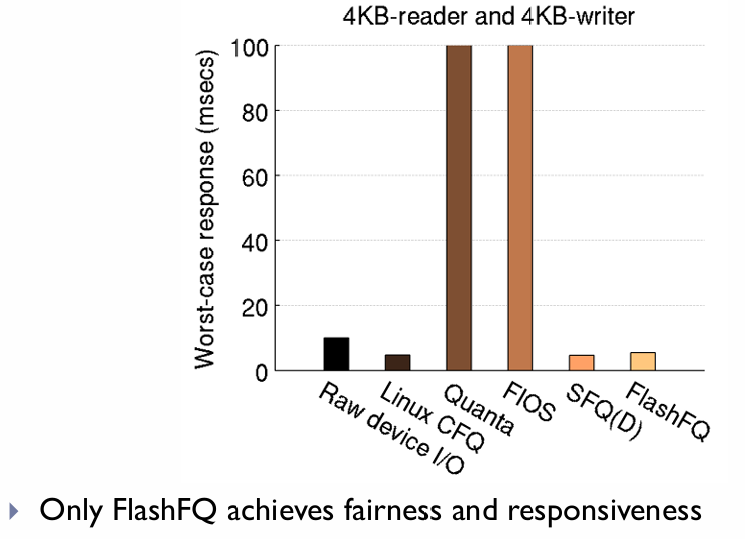 4KB-reader and 4KB-writer
Worst-case response (msecs)
100
80
60
40
20
0
Raw device I/O
Linux CFQ
Quanta
FIOS
SFQ(D)
FlashFQ
Only FlashFQ achieves fairness and responsiveness